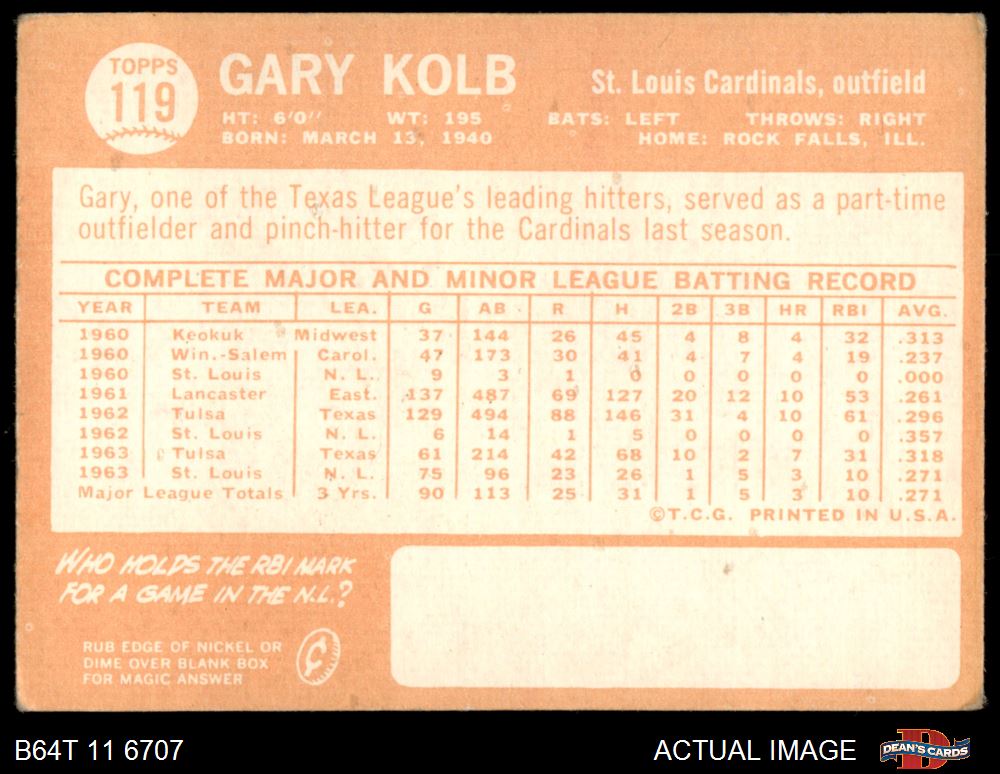 TOPPS
119
GARY KOLB
St. Louis Cardinals, outfield
HT: 6'0" WT: 195 BATS: LEFT THROWS: RIGHT
BORN: MARCH 13, 1940 HOME: ROCK FALLS, ILL.
Gary, one of the Texas League's leading hitters, served as a part-time
outfielder and pinch-hitter for the Cardinals last season.
COMPLETE MAJOR AND MINOR LEAGUE BATTING RECORD
YEAR TEAM LEA. G AB R H 2B 3B HR RBI AVG.
1960 Keokuk Midwest 37 144 26 45 4 8 4 32 .313
1960 Win.-Salem Carol. 47 173 30 41 4 7 4 19 .237
1960 St. Louis N. L. 9 3 1 0 0 0 0 0 .000
1961 Lancaster East. 137 487 69 127 20 12 10 53 .261
1962 Tulsa Texas 129 494 88 146 31 4 10 61 .296
1962 St. Louis N. L. 6 14 1 5 0 0 0 0 .357
1963 Tulsa Texas 61 214 42 68 10 2 7 31 .318
1963 St. Louis N. L. 75 96 23 26 1 5 3 10 .271
Major League Totals 3 Yrs. 90 113 25 31 1 5 3 10 .271
©T.C.G. PRINTED IN U.S.A.
WHO HOLDS THE RBI MARK
FOR A GAME IN THE N.L.?
RUB EDGE OF NICKEL OR
DIME OVER BLANK BOX
FOR MAGIC ANSWER
¢
B64T 11 6707
ACTUAL IMAGE
DEAN'S CARDS